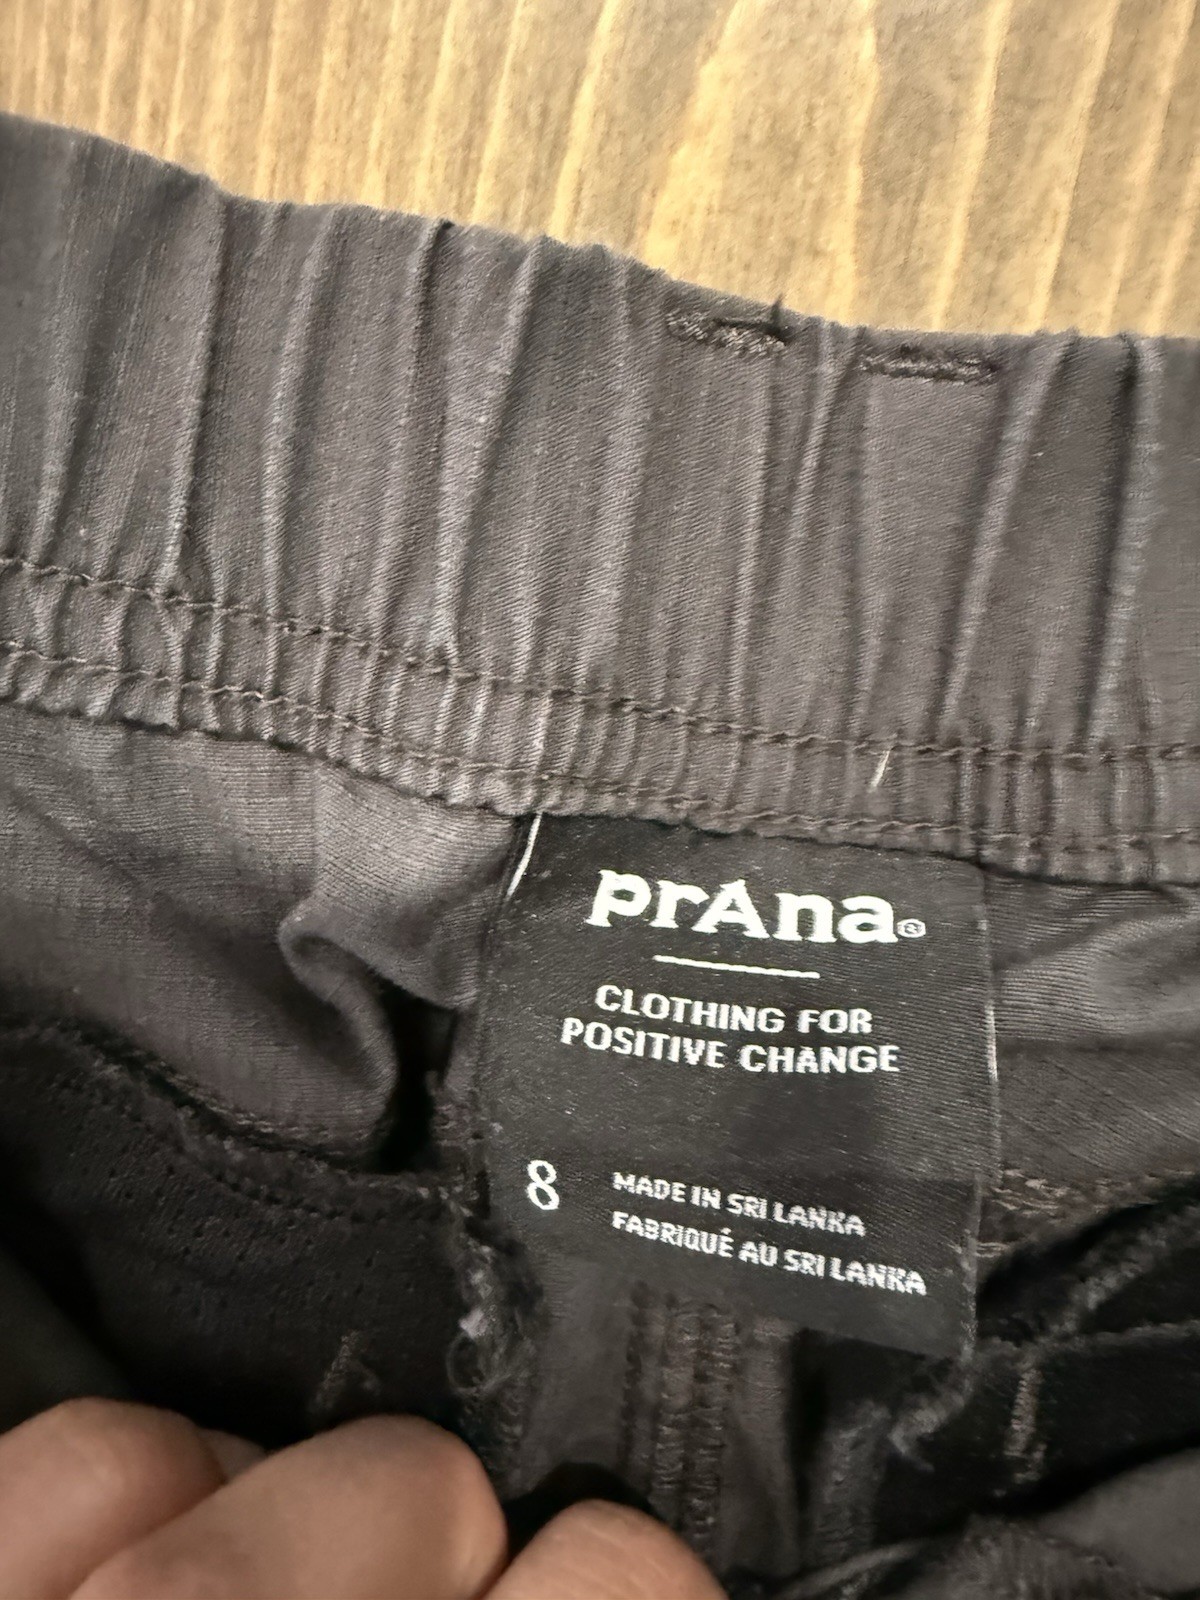 prAna®
CLOTHING FOR
POSITIVE CHANGE
8
MADE IN SRI LANKA
FABRIQUÉ AU SRI LANKA